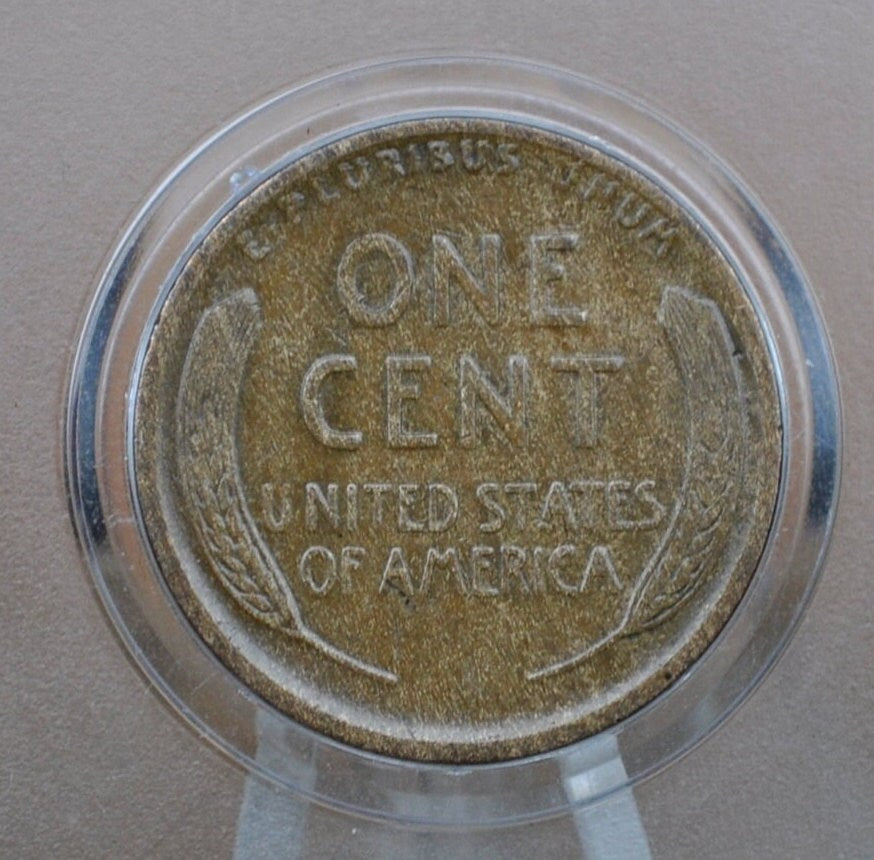 E·PLURIBUS·UNUM
ONE
CENT
UNITED STATES
OF AMERICA